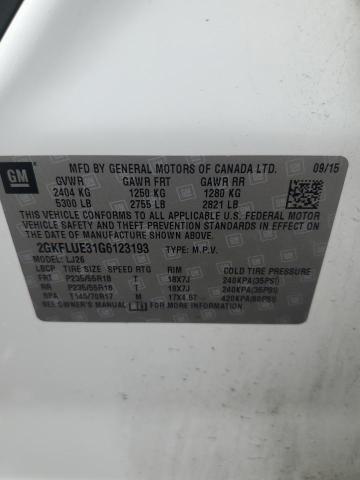 GM
MFD BY GENERAL MOTORS OF CANADA LTD. 09/15
GVWR GAWR FRT GAWR RR
2404 KG 1250 KG 1280 KG
5300 LB 2755 LB 2821 LB
THIS VEHICLE CONFORMS TO ALL APPLICABLE U.S. FEDERAL MOTOR
VEHICLE SAFETY AND THEFT PREVENTION STANDARDS IN EFFECT ON
THE DATE OF MANUFACTURE SHOWN ABOVE.
2GKFLUE31G6123193 TYPE: M.P.V.
MODEL: LJ26
LBCP TIRE SIZE SPD RTG RIM COLD TIRE PRESSURE
FRT P235/55R18 T 18X7J 240KPA(35PSI)
RR P235/55R18 T 18X7J 240KPA(35PSI)
SPA T145/70R17 M 17X4.5T 420KPA(60PSI)
SEE OWNER'S MANUAL FOR ADDITIONAL INFORMATION